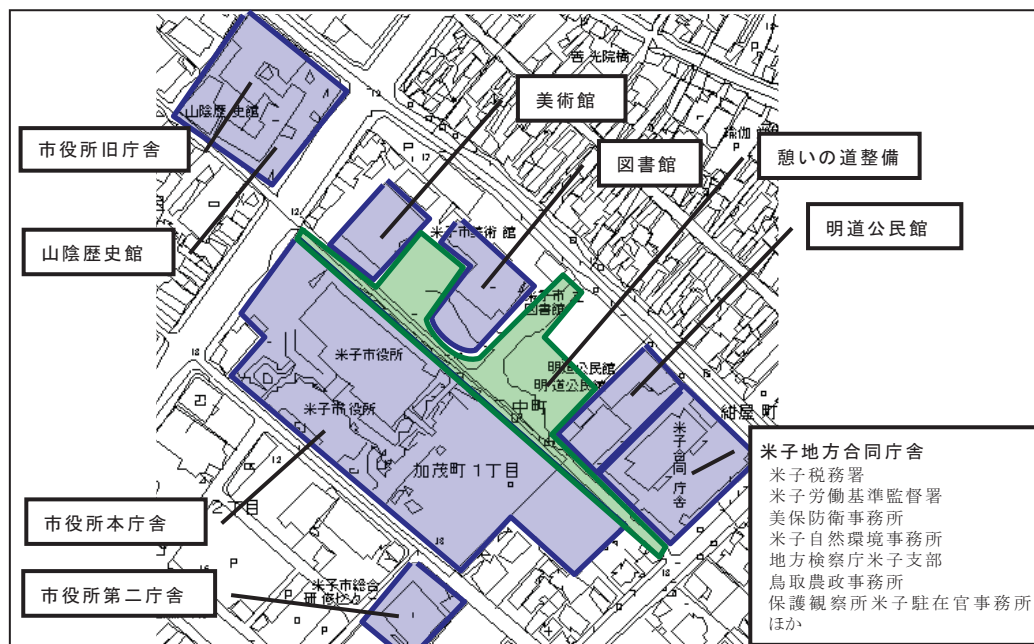 善光院橋
美術館
山陰歴史館
市役所旧庁舎
図書館
憩いの道整備
明道公民館
山陰歴史館
米子市美術館
図書館
米子市役所
明道公民館
明道公民館
米子市役所
中町
紺屋町
米子合同庁舎
加茂町1丁目
米子地方合同庁舎
米子税務署
米子労働基準監督署
美保防衛事務所
米子自然環境事務所
地方検察庁米子支部
鳥取農政事務所
保護観察所米子駐在官事務所
ほか
市役所本庁舎
2丁目
市役所第二庁舎
米子市総合